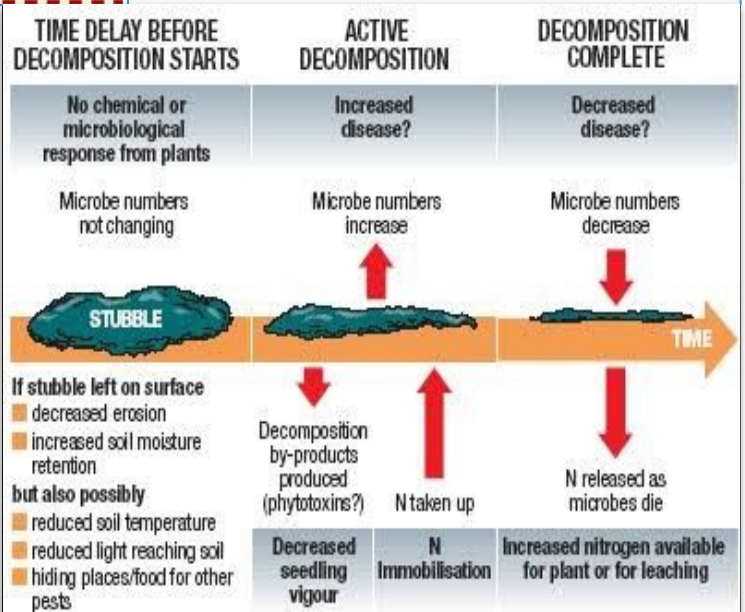 TIME DELAY BEFORE
DECOMPOSITION STARTS
ACTIVE
DECOMPOSITION
DECOMPOSITION
COMPLETE
No chemical or
microbiological
response from plants
Increased
disease?
Decreased
disease?
Microbe numbers
not changing
Microbe numbers
increase
Microbe numbers
decrease
STUBBLE
TIME
If stubble left on surface
decreased erosion
increased soil moisture
retention
but also possibly
reduced soil temperature
reduced light reaching soil
hiding places/food for other
pests
Decomposition
by-products
produced
(phytotoxins?)
N taken up
N released as
microbes die
Decreased
seedling
vigour
N
Immobilisation
Increased nitrogen available
for plant or for leaching